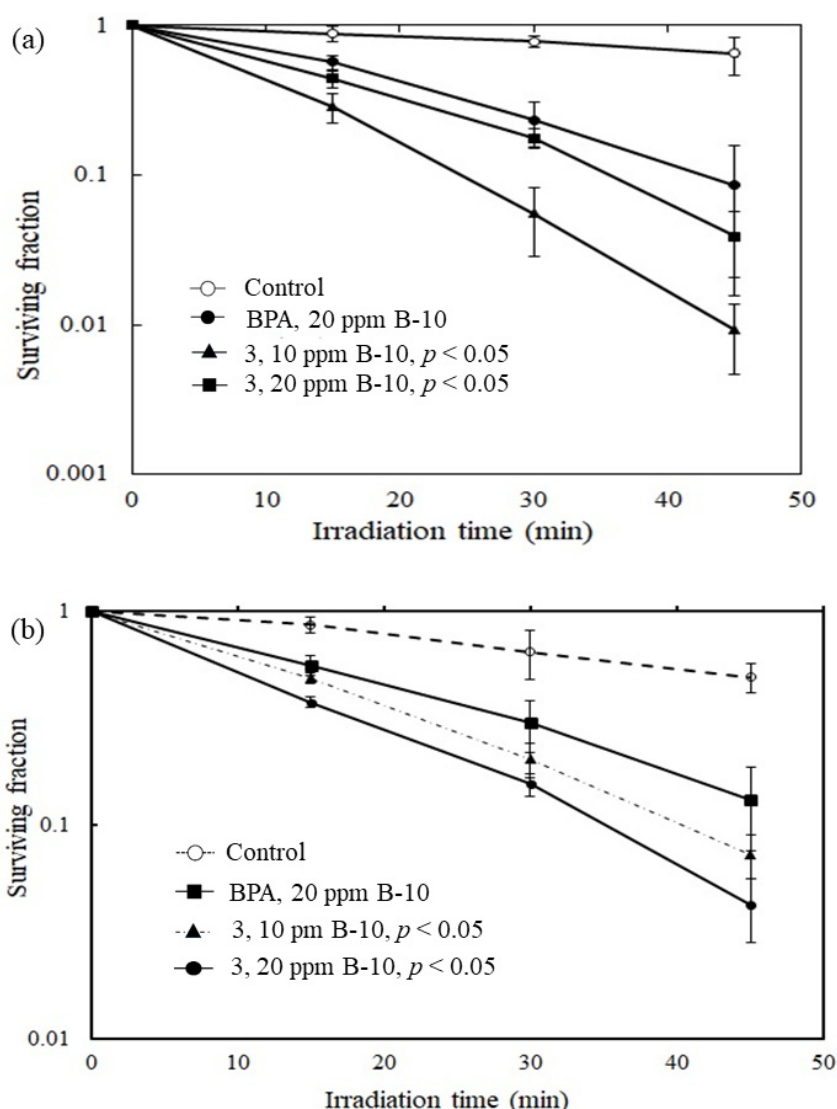 (a)
1
0.1
0.01
0.001
Surviving fraction
Control
BPA, 20 ppm B-10
3, 10 ppm B-10, p < 0.05
3, 20 ppm B-10, p < 0.05
0 10 20 30 40 50
Irradiation time (min)
(b)
1
0.1
0.01
Surviving fraction
Control
BPA, 20 ppm B-10
3, 10 pm B-10, p < 0.05
3, 20 ppm B-10, p < 0.05
0 10 20 30 40 50
Irradiation time (min)